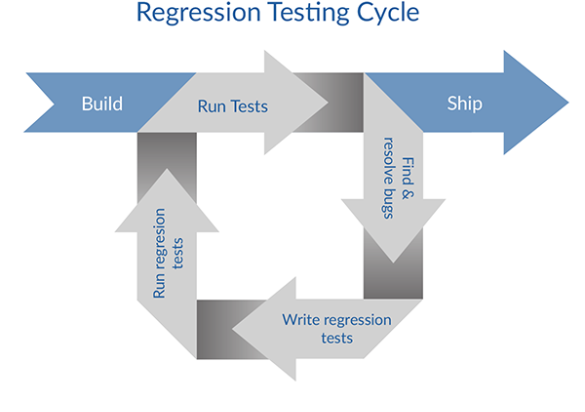 Regression Testing Cycle
Build
Run Tests
Ship
Find &
resolve bugs
Write regression
tests
Run regresion
tests